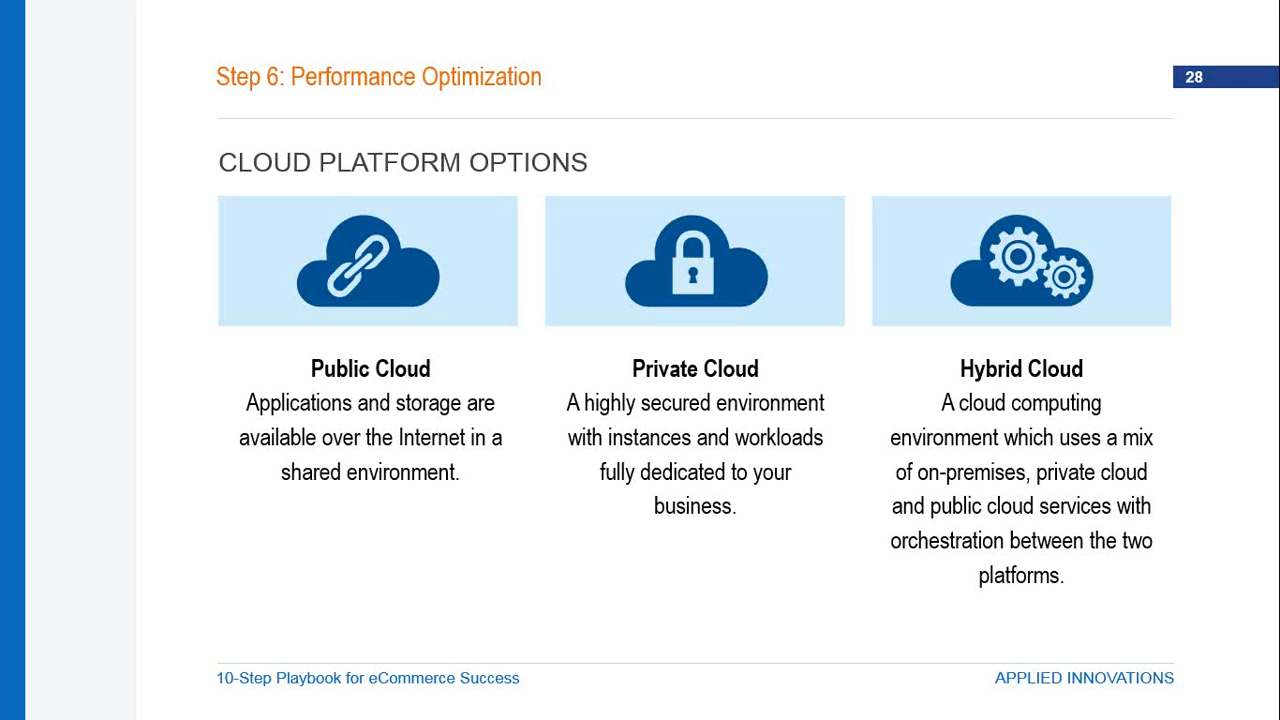 Step 6: Performance Optimization
28
CLOUD PLATFORM OPTIONS
Public Cloud
Applications and storage are
available over the Internet in a
shared environment.
Private Cloud
A highly secured environment
with instances and workloads
fully dedicated to your
business.
Hybrid Cloud
A cloud computing
environment which uses a mix
of on-premises, private cloud
and public cloud services with
orchestration between the two
platforms.
10-Step Playbook for eCommerce Success
APPLIED INNOVATIONS